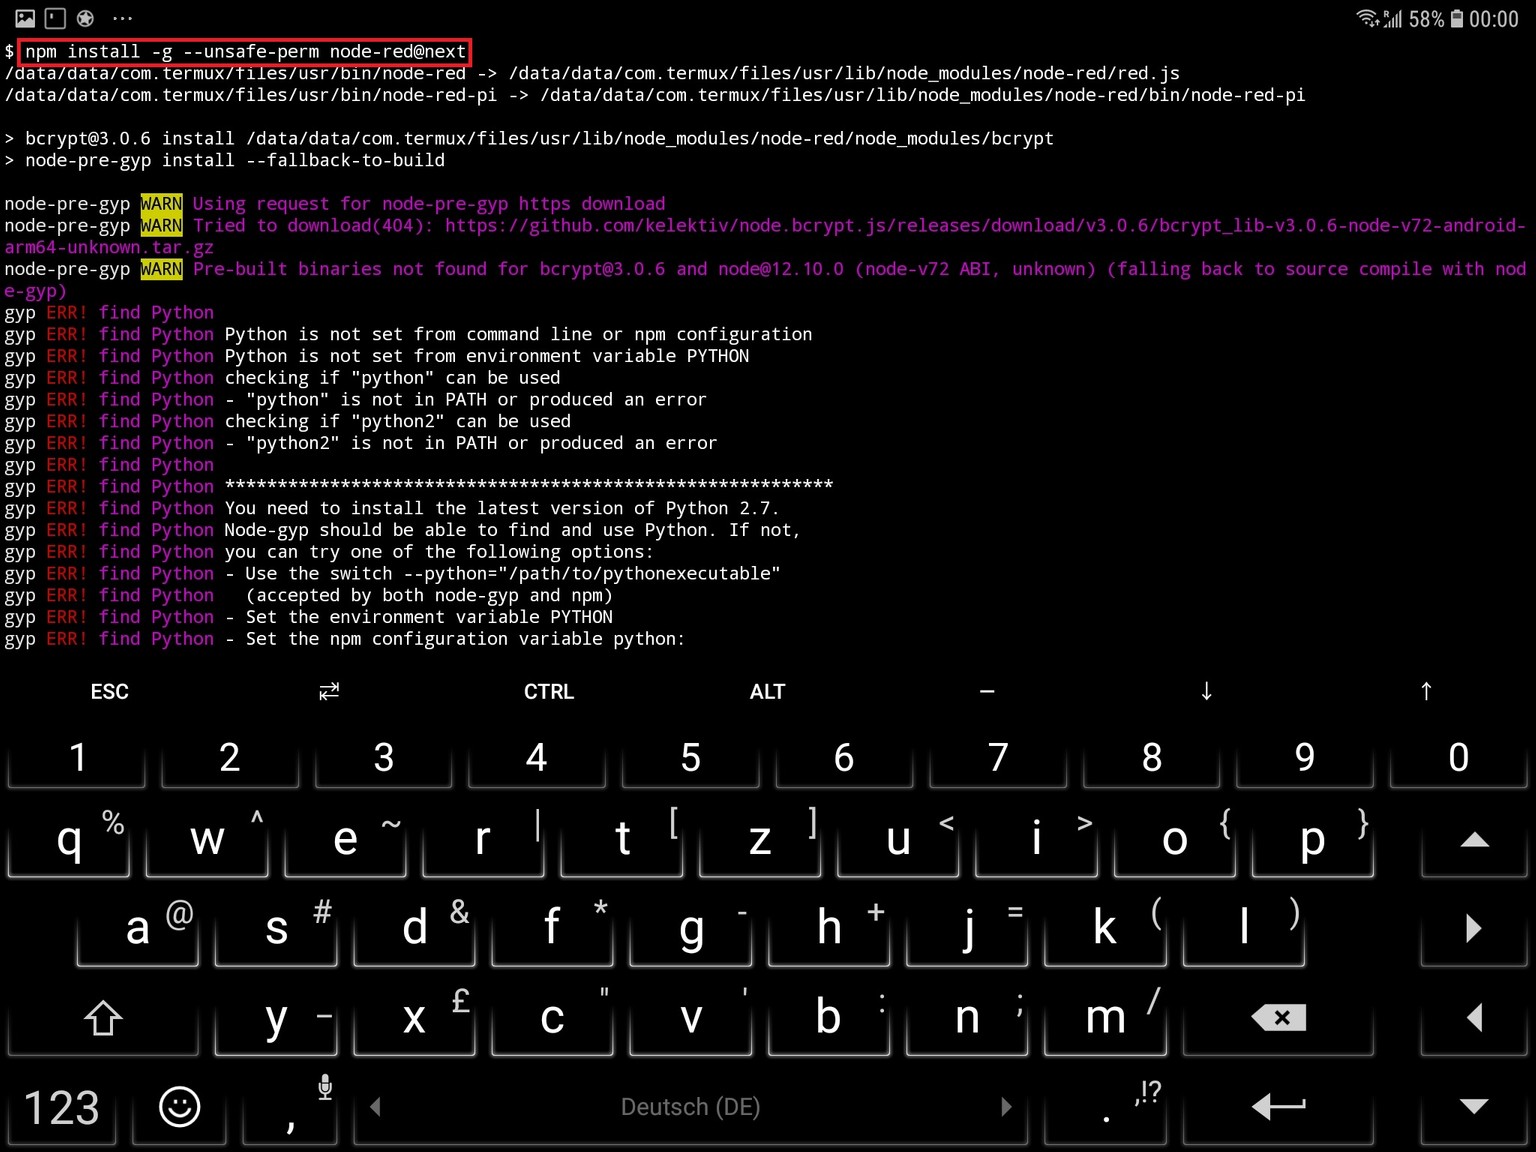 58% 00:00
$ npm install -g --unsafe-perm node-red@next
/data/data/com.termux/files/usr/bin/node-red -> /data/data/com.termux/files/usr/lib/node_modules/node-red/red.js
/data/data/com.termux/files/usr/bin/node-red-pi -> /data/data/com.termux/files/usr/lib/node_modules/node-red/bin/node-red-pi
> bcrypt@3.0.6 install /data/data/com.termux/files/usr/lib/node_modules/node-red/node_modules/bcrypt
> node-pre-gyp install --fallback-to-build
node-pre-gyp WARN Using request for node-pre-gyp https download
node-pre-gyp WARN Tried to download(404): https://github.com/kelektiv/node.bcrypt.js/releases/download/v3.0.6/bcrypt_lib-v3.0.6-node-v72-android-
arm64-unknown.tar.gz
node-pre-gyp WARN Pre-built binaries not found for bcrypt@3.0.6 and node@12.10.0 (node-v72 ABI, unknown) (falling back to source compile with nod
e-gyp)
gyp ERR! find Python
gyp ERR! find Python Python is not set from command line or npm configuration
gyp ERR! find Python Python is not set from environment variable PYTHON
gyp ERR! find Python checking if "python" can be used
gyp ERR! find Python - "python" is not in PATH or produced an error
gyp ERR! find Python checking if "python2" can be used
gyp ERR! find Python - "python2" is not in PATH or produced an error
gyp ERR! find Python
gyp ERR! find Python **********************************************************
gyp ERR! find Python You need to install the latest version of Python 2.7.
gyp ERR! find Python Node-gyp should be able to find and use Python. If not,
gyp ERR! find Python you can try one of the following options:
gyp ERR! find Python - Use the switch --python="/path/to/pythonexecutable"
gyp ERR! find Python   (accepted by both node-gyp and npm)
gyp ERR! find Python - Set the environment variable PYTHON
gyp ERR! find Python - Set the npm configuration variable python:
ESC ⇄ CTRL ALT — ↓ ↑
1 2 3 4 5 6 7 8 9 0
q % w ^ e ~ r | t [ z ] u < i > o { p }
a @ s # d & f * g - h + j = k ( l )
y _ x £ c " v ' b : n ; m /
123 , Deutsch (DE) . ,!?